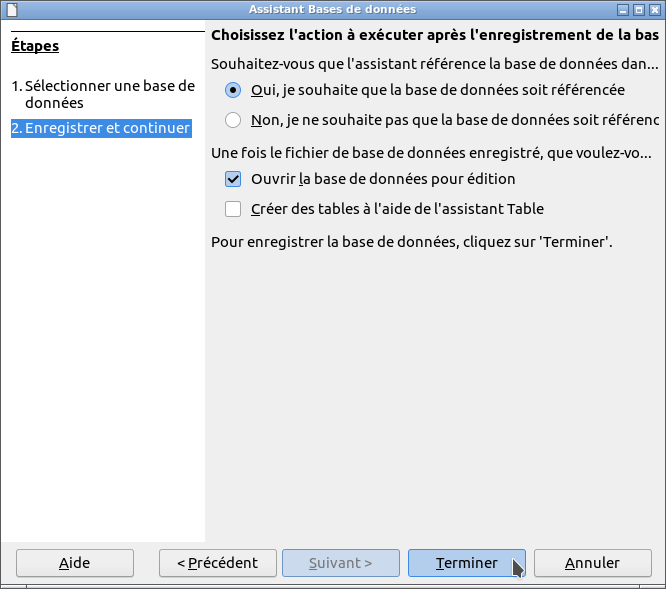 Assistant Bases de données
Étapes
1. Sélectionner une base de
données
2. Enregistrer et continuer
Choisissez l'action à exécuter après l'enregistrement de la bas
Souhaitez-vous que l'assistant référence la base de données dan...
Oui, je souhaite que la base de données soit référencée
Non, je ne souhaite pas que la base de données soit référenc
Une fois le fichier de base de données enregistré, que voulez-vo...
Ouvrir la base de données pour édition
Créer des tables à l'aide de l'assistant Table
Pour enregistrer la base de données, cliquez sur 'Terminer'.
Aide
< Précédent
Suivant >
Terminer
Annuler